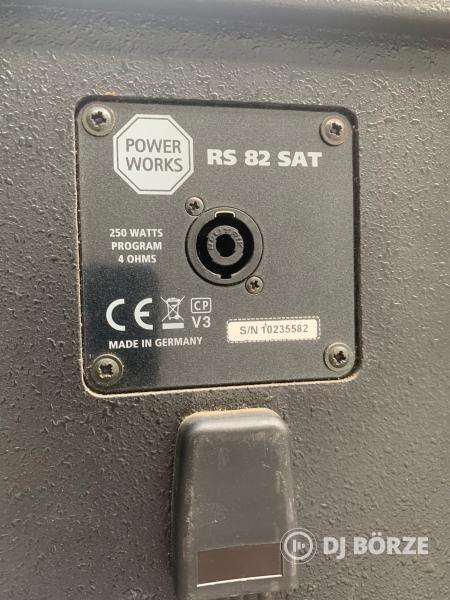 POWER
WORKS
RS 82 SAT
250 WATTS
PROGRAM
4 OHMS
CE
CP
V3
S/N 10235582
MADE IN GERMANY
DJ BÖRZE